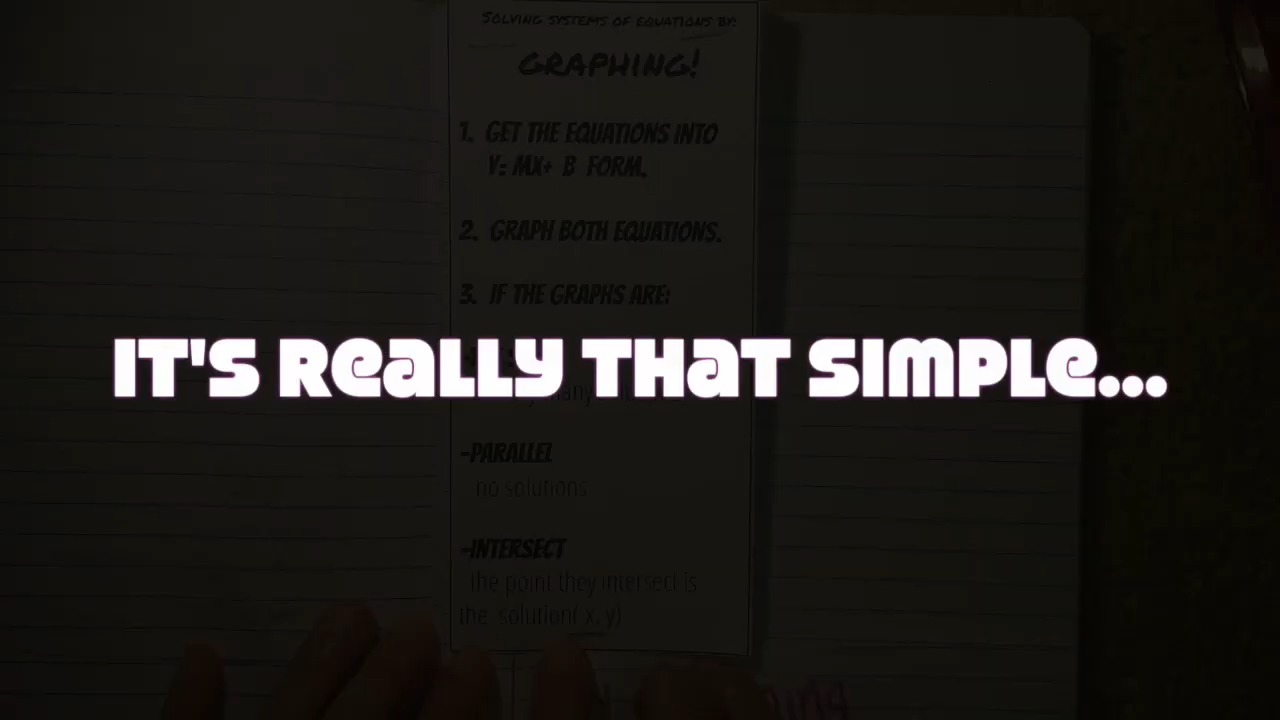 Solving systems of equations by:
GRAPHING!
1. GET THE EQUATIONS INTO
Y= MX+ B FORM.
2. GRAPH BOTH EQUATIONS.
3. IF THE GRAPHS ARE:
IT'S REALLY THAT SIMPLE...
many
-PARALLEL
no solutions
-INTERSECT
the point they intersect is
the solution( x, y)